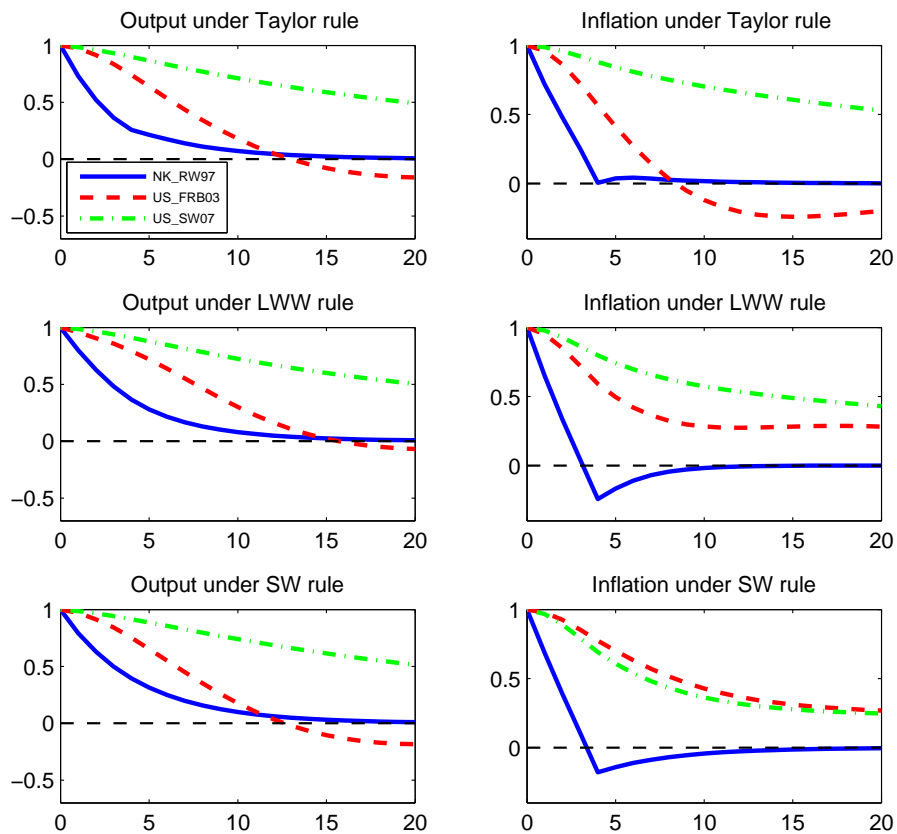 Output under Taylor rule
1
0.5
0
−0.5
NK_RW97
US_FRB03
US_SW07
0 5 10 15 20
Inflation under Taylor rule
1
0.5
0
0 5 10 15 20
Output under LWW rule
1
0.5
0
−0.5
0 5 10 15 20
Inflation under LWW rule
1
0.5
0
0 5 10 15 20
Output under SW rule
1
0.5
0
−0.5
0 5 10 15 20
Inflation under SW rule
1
0.5
0
0 5 10 15 20